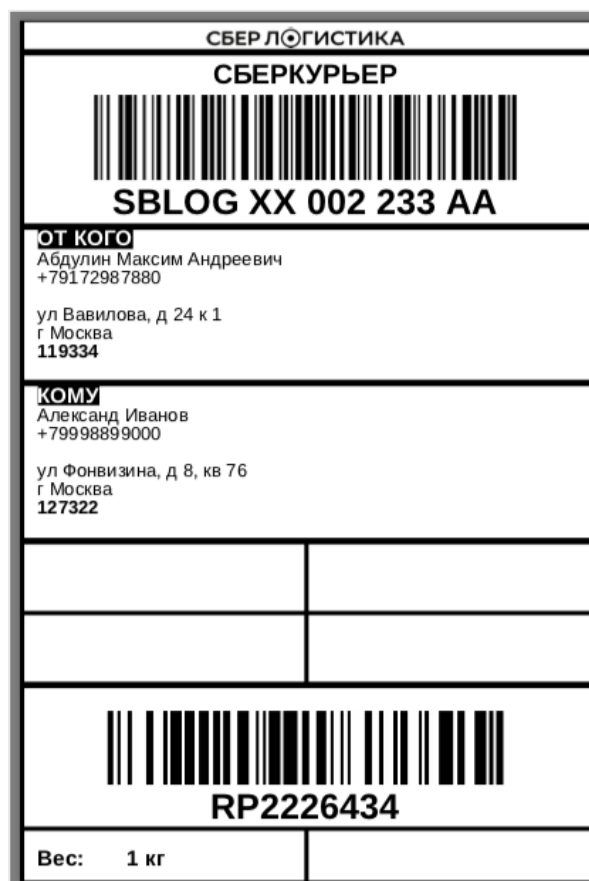 СБЕР ЛОГИСТИКА
СБЕРКУРЬЕР
SBLOG XX 002 233 AA
ОТ КОГО
Абдулин Максим Андреевич
+79172987880
ул Вавилова, д 24 к 1
г Москва
119334
КОМУ
Александ Иванов
+79998899000
ул Фонвизина, д 8, кв 76
г Москва
127322
RP2226434
Вес: 1 кг